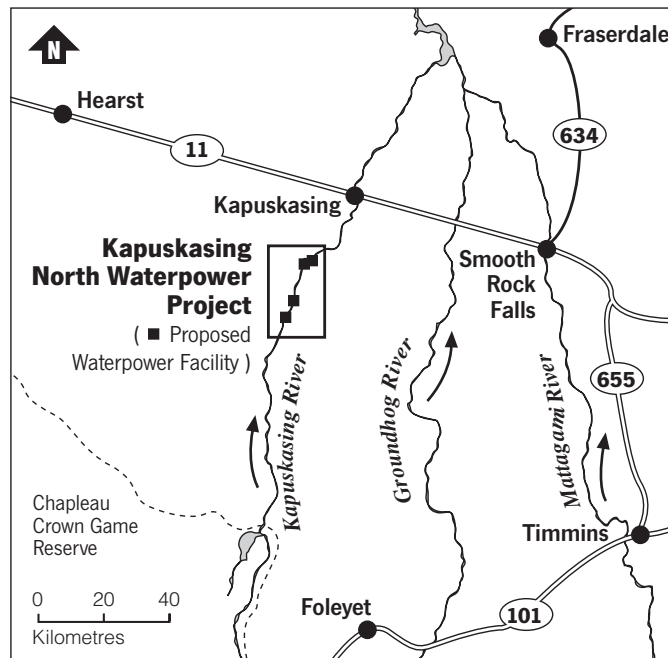 N
Fraserdale
Hearst
634
11
Kapuskasing
Kapuskasing
North Waterpower
Project
( ■ Proposed
Waterpower Facility )
Smooth
Rock
Falls
655
Kapuskasing River
Groundhog River
Mattagami River
Chapleau
Crown Game
Reserve
Timmins
0 20 40
Kilometres
Foleyet
101